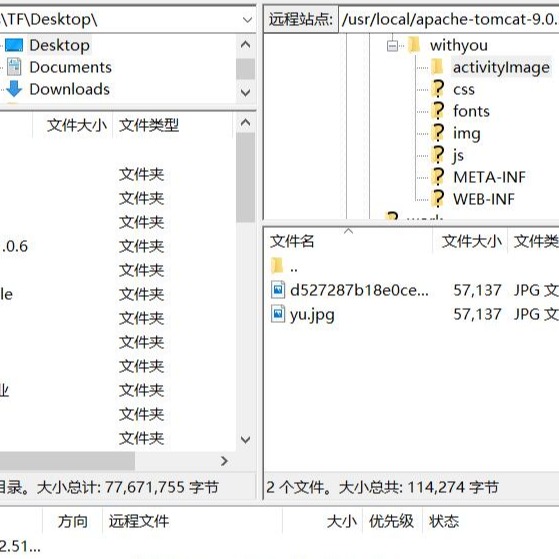 \TF\Desktop\
Desktop
Documents
Downloads
文件大小 文件类型
文件夹
文件夹
文件夹
.0.6 文件夹
文件夹
le 文件夹
文件夹
文件夹
文件夹
业 文件夹
文件夹
文件夹
目录。大小总计: 77,671,755 字节
远程站点: /usr/local/apache-tomcat-9.0.
withyou
activityImage
css
fonts
img
js
META-INF
WEB-INF
文件名 文件大小 文件类
..
d527287b18e0ce... 57,137 JPG 文
yu.jpg 57,137 JPG 文
2 个文件。大小总共: 114,274 字节
方向 远程文件 大小 优先级 状态
2.51...